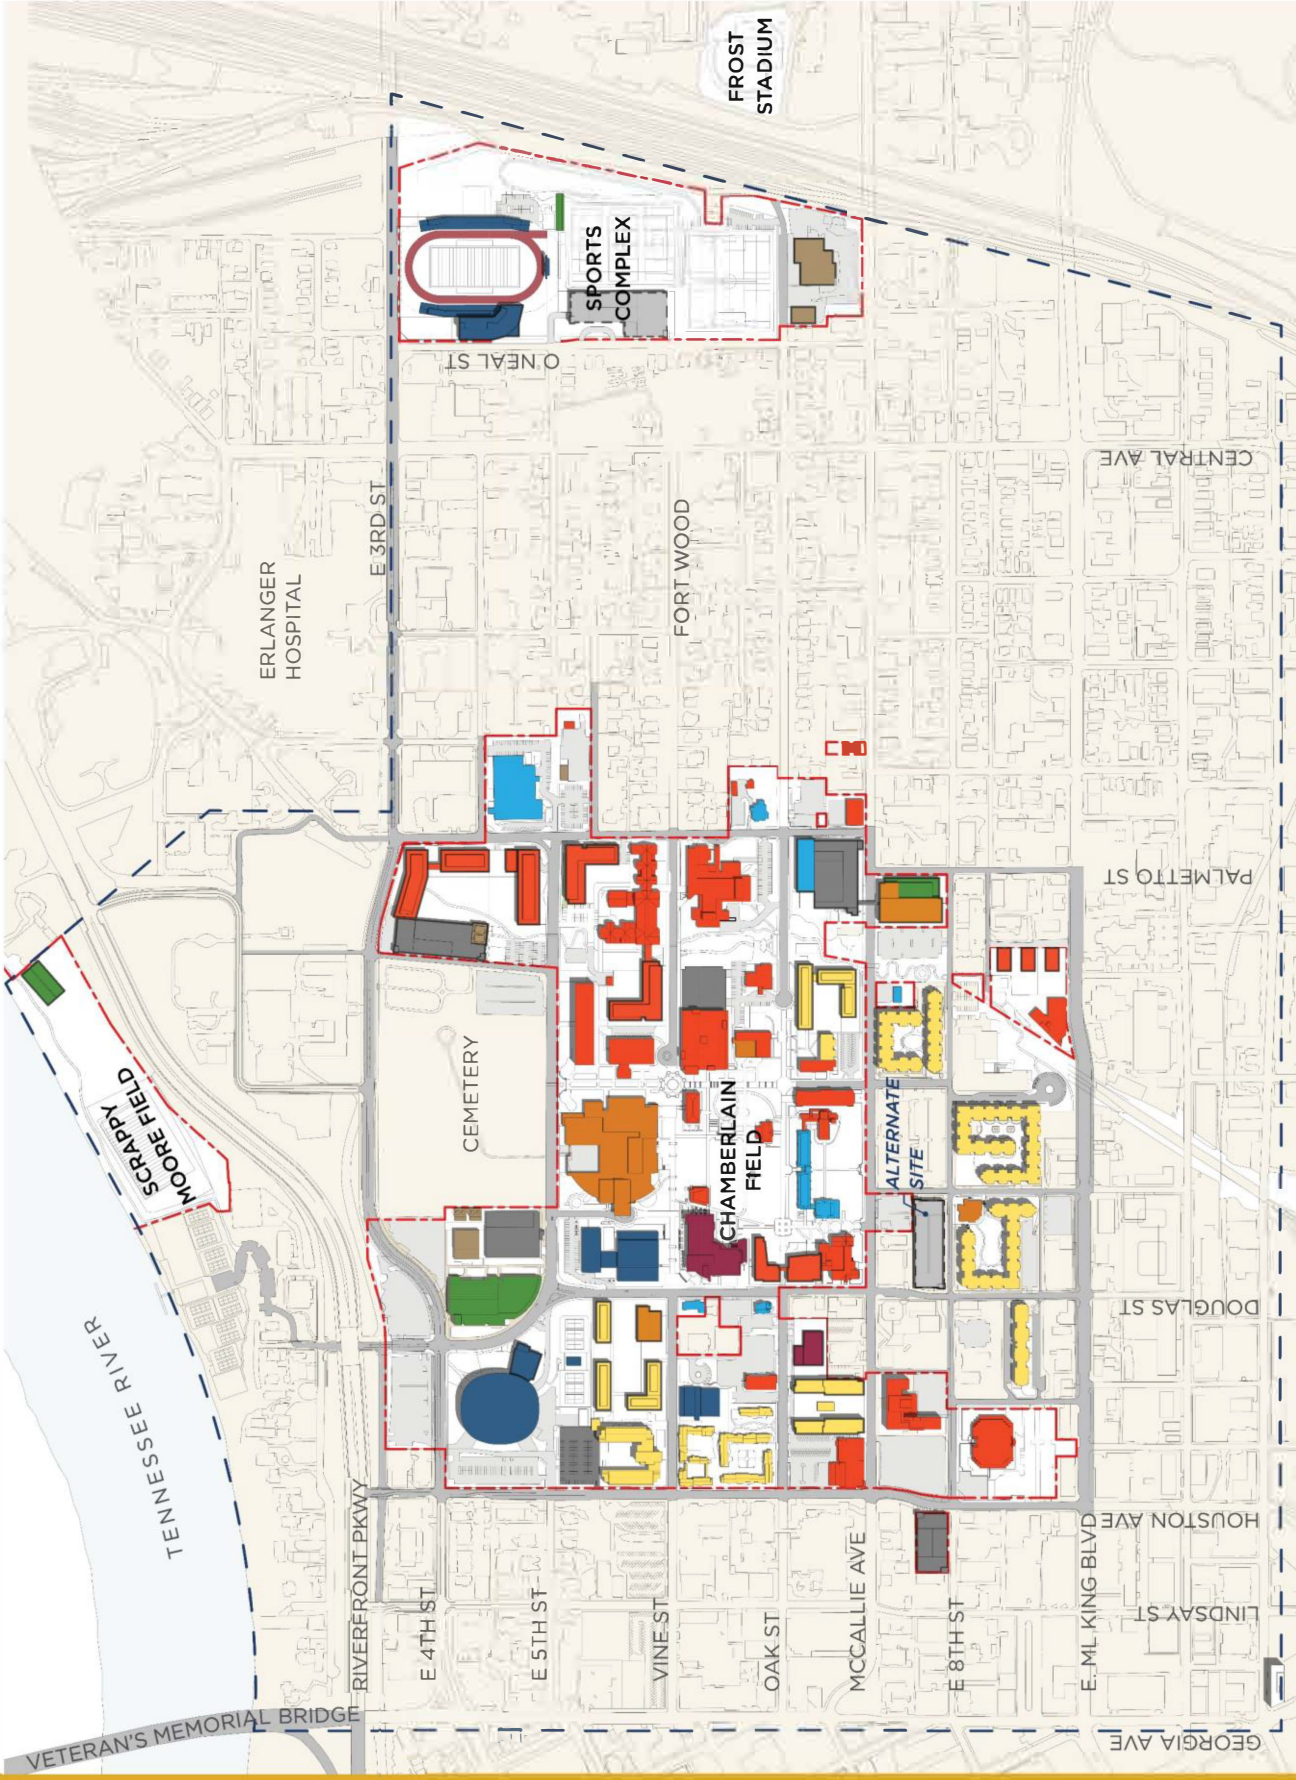 FROST
STADIUM
SPORTS
COMPLEX
O'NEAL ST
CENTRAL AVE
E 3RD ST
ERLANGER
HOSPITAL
FORT WOOD
PALMETTO ST
SCRAPPY
MOORE FIELD
CEMETERY
CHAMBERLAIN
FIELD
ALTERNATE
SITE
DOUGLAS ST
TENNESSEE RIVER
RIVERFRONT PKWY
E 4TH ST
E 5TH ST
VINE ST
OAK ST
MCCALLIE AVE
E 8TH ST
E. ML KING BLVD
HOUSTON AVE
LINDSAY ST
GEORGIA AVE
VETERAN'S MEMORIAL BRIDGE